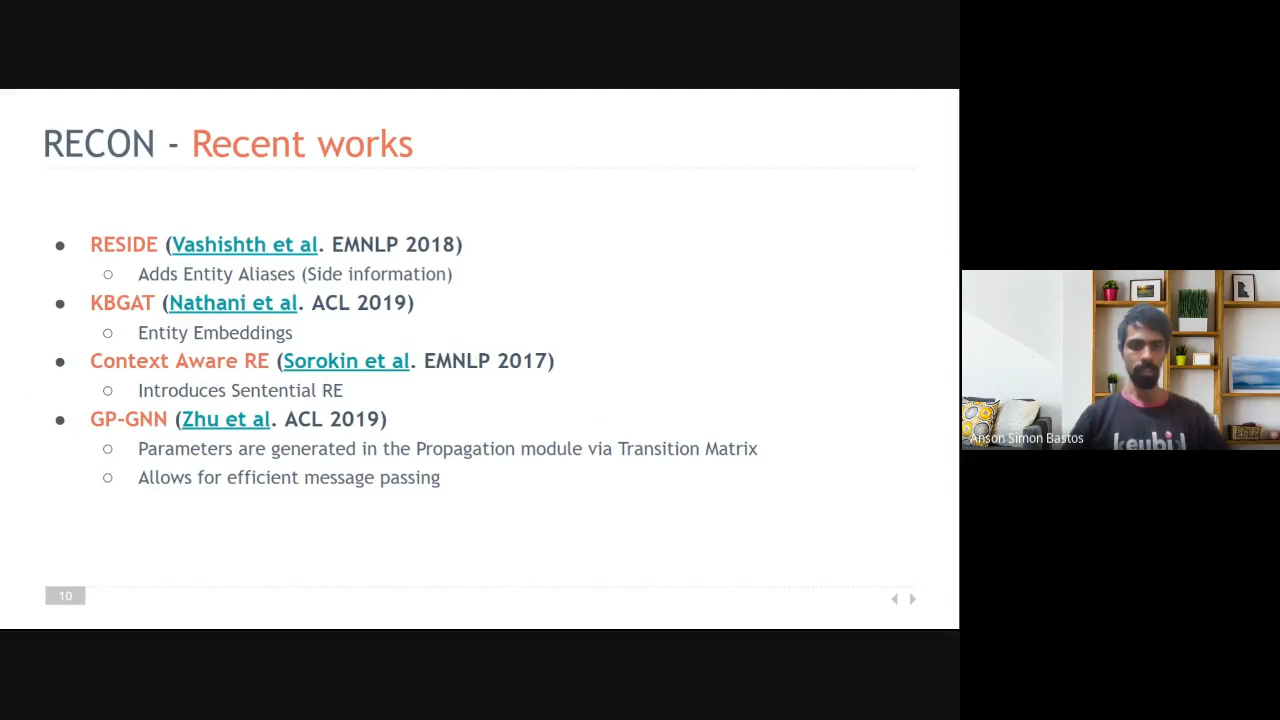 RECON - Recent works
● RESIDE (Vashishth et al. EMNLP 2018)
○ Adds Entity Aliases (Side information)
● KBGAT (Nathani et al. ACL 2019)
○ Entity Embeddings
● Context Aware RE (Sorokin et al. EMNLP 2017)
○ Introduces Sentential RE
● GP-GNN (Zhu et al. ACL 2019)
○ Parameters are generated in the Propagation module via Transition Matrix
○ Allows for efficient message passing
10
Anson Simon Bastos